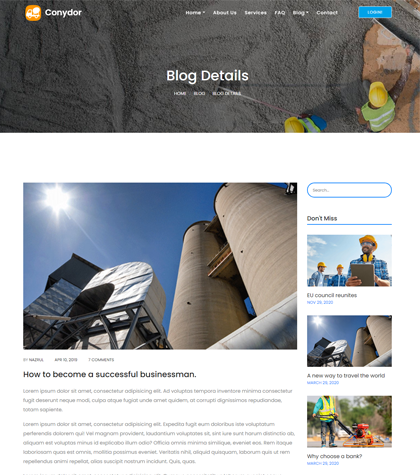 Conydor
Home About Us Services FAQ Blog Contact
LOGIN
Blog Details
HOME BLOG BLOG DETAILS
Search...
Don't Miss
EU council reunites
NOV 29, 2020
A new way to travel the world
MARCH 29, 2020
Why choose a bank?
MARCH 29, 2020
BY NAZRUL APR 10, 2019 7 COMMENTS
How to become a successful businessman.
Lorem ipsum dolor sit amet, consectetur adipisicing elit. Ad voluptas tempora inventore minima consectetur
fugit deserunt neque modi, culpa atque fugiat unde amet quidem, at corrupti dignissimos repudiandae,
totam sapiente.
Lorem ipsum dolor sit amet, consectetur adipisicing elit. Expedita fugit eum doloribus iste voluptatum
perferendis dolorem qui! Vel magnam provident, laudantium voluptates sit, sint iure sunt harum distinctio ab,
aliquam est voluptas minus id explicabo illum odio? Officia omnis minima similique, eveniet eos. Rem itaque
laboriosam quos est omnis, mollitia possimus eveniet. Veritatis nihil, aliquid quisquam, laborum quis ut rem
repellendus animi repellat, alias suscipit nostrum incidunt. Quis, quas.